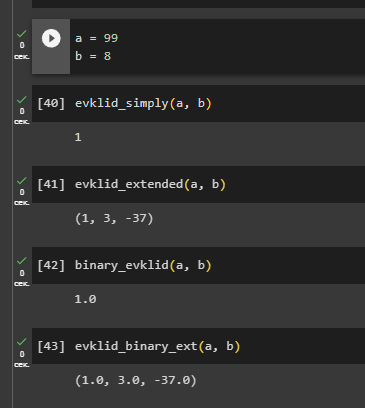 a = 99
0
b = 8
сек.
[40] evklid_simply(a, b)
0
сек.
1
[41] evklid_extended(a, b)
0
сек.
(1, 3, -37)
[42] binary_evklid(a, b)
0
сек.
1.0
[43] evklid_binary_ext(a, b)
0
сек.
(1.0, 3.0, -37.0)